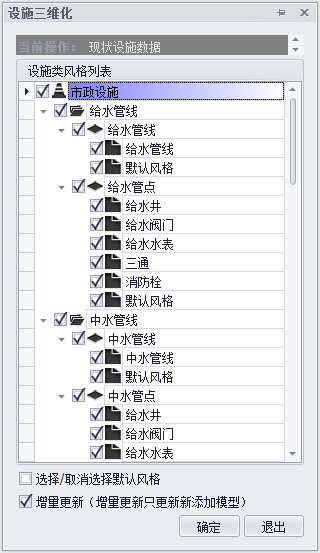 设施三维化
当前操作： 现状设施数据
设施类风格列表
市政设施
给水管线
给水管线
给水管线
默认风格
给水管点
给水井
给水阀门
给水水表
三通
消防栓
默认风格
中水管线
中水管线
中水管线
默认风格
中水管点
给水井
给水阀门
给水水表
选择/取消选择默认风格
增量更新（增量更新只更新新添加模型）
确定 退出